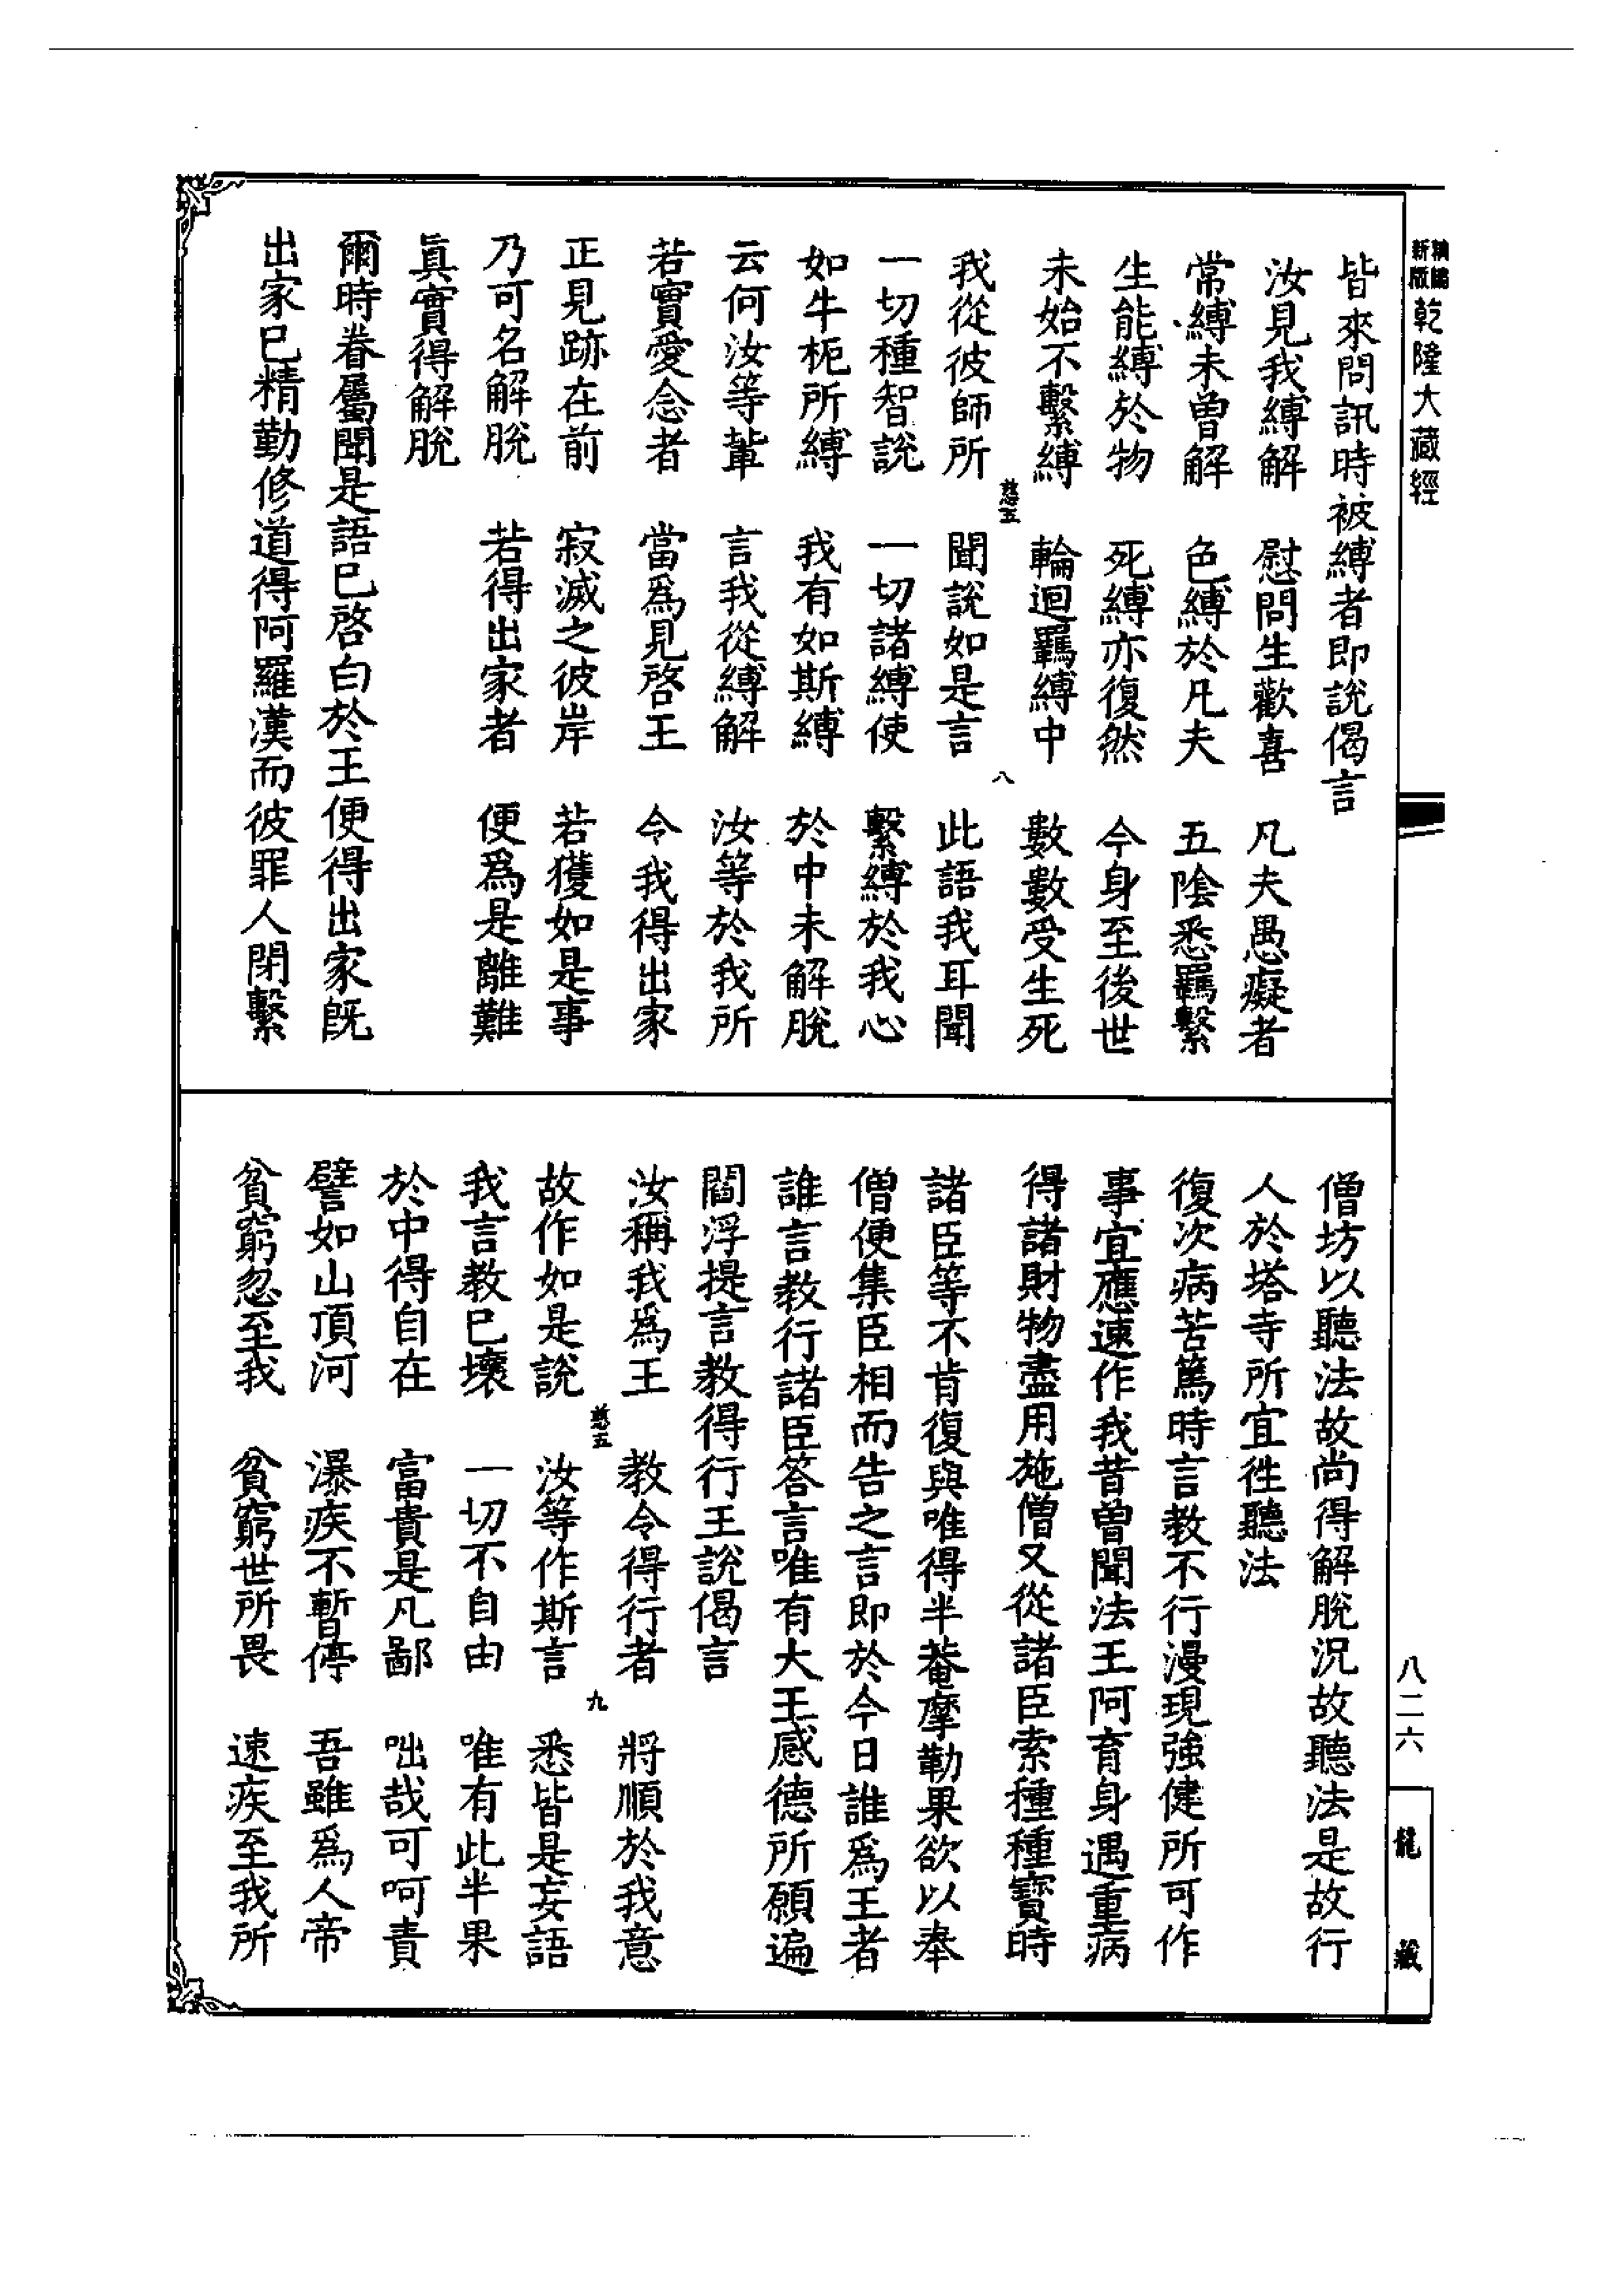 精編新版 乾隆大藏經
皆來問訊時被縛者即說偈言
汝見我縛解 慰問生歡喜 凡夫愚癡者
常縛未曾解 色縛於凡夫 五陰悉羈繫
生能縛於物 死縛亦復然 今身至後世
未始不繫縛 輪迴羈縛中 數數受生死
慈五 八
我從彼師所 聞說如是言 此語我耳聞
一切種智說 一切諸縛使 繫縛於我心
如牛枙所縛 我有如斯縛 於中未解脫
云何汝等輩 言我從縛解 汝等於我所
若實愛念者 當為見啓王 令我得出家
正見跡在前 寂滅之彼岸 若獲如是事
乃可名解脫 若得出家者 便為是離難
眞實得解脫
爾時眷屬聞是語已啓白於王便得出家旣
出家已精勤修道得阿羅漢而彼罪人閉繫
僧坊以聽法故尚得解脫況故聽法是故行
人於塔寺所宜徃聽法
復次病苦篤時言教不行漫現強健所可作
事宜應速作我昔曾聞法王阿育身遇重病
得諸財物盡用施僧又從諸臣索種種寳時
諸臣等不肯復與唯得半菴摩勒果欲以奉
僧便集臣相而告之言即於今日誰為王者
誰言教行諸臣答言唯有大王威德所願遍
閻浮提言教得行王說偈言
汝稱我為王 教令得行者 將順於我意
慈五 九
故作如是說 汝等作斯言 悉皆是妄語
我言教已壞 一切不自由 唯有此半果
於中得自在 富貴是凡鄙 咄哉可呵責
譬如山頂河 瀑疾不暫停 吾雖為人帝
貧窮忽至我 貧窮世所畏 速疾至我所
八二六
龍藏